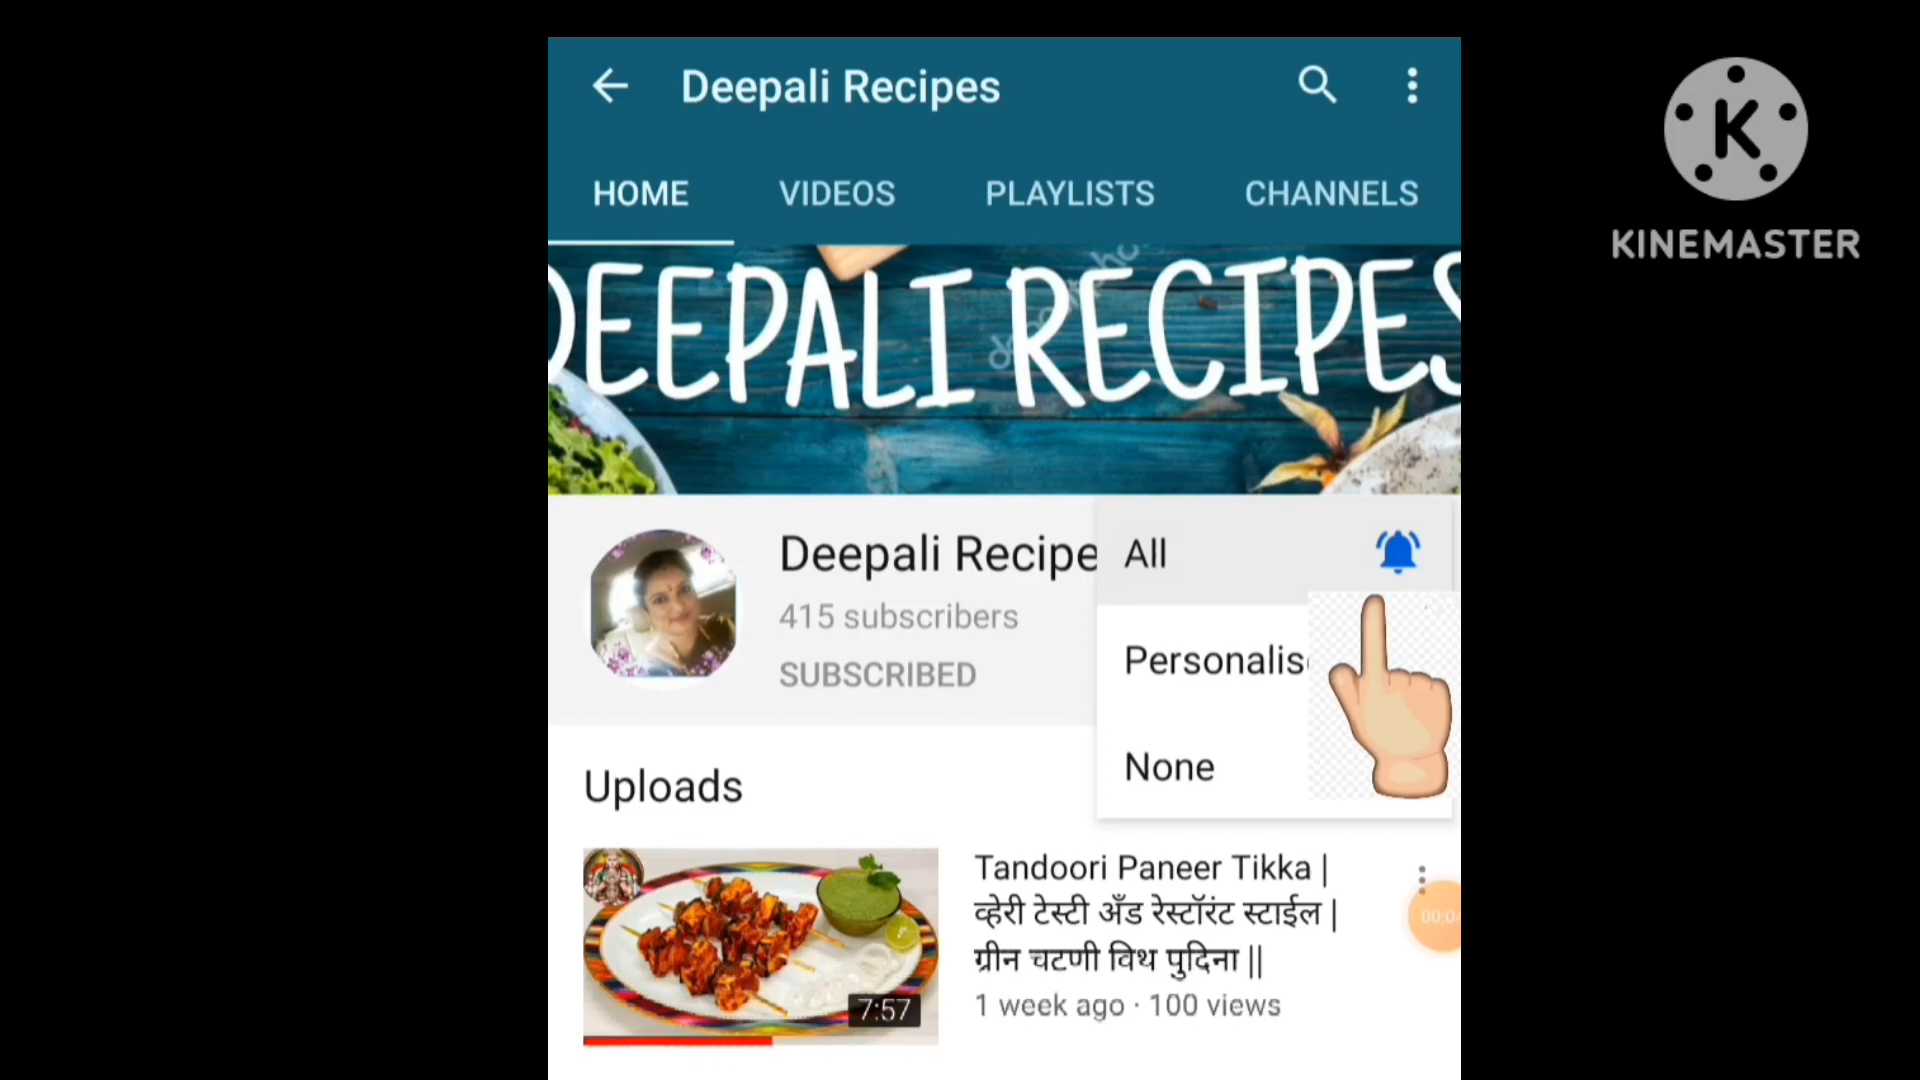 Deepali Recipes
K
KINEMASTER
HOME VIDEOS PLAYLISTS CHANNELS
DEEPALI RECIPES
Deepali Recipe
415 subscribers
SUBSCRIBED
All
Personalis
None
Uploads
7:57
Tandoori Paneer Tikka |
व्हेरी टेस्टी अँड रेस्टॉरंट स्टाईल |
ग्रीन चटणी विथ पुदिना ||
1 week ago · 100 views